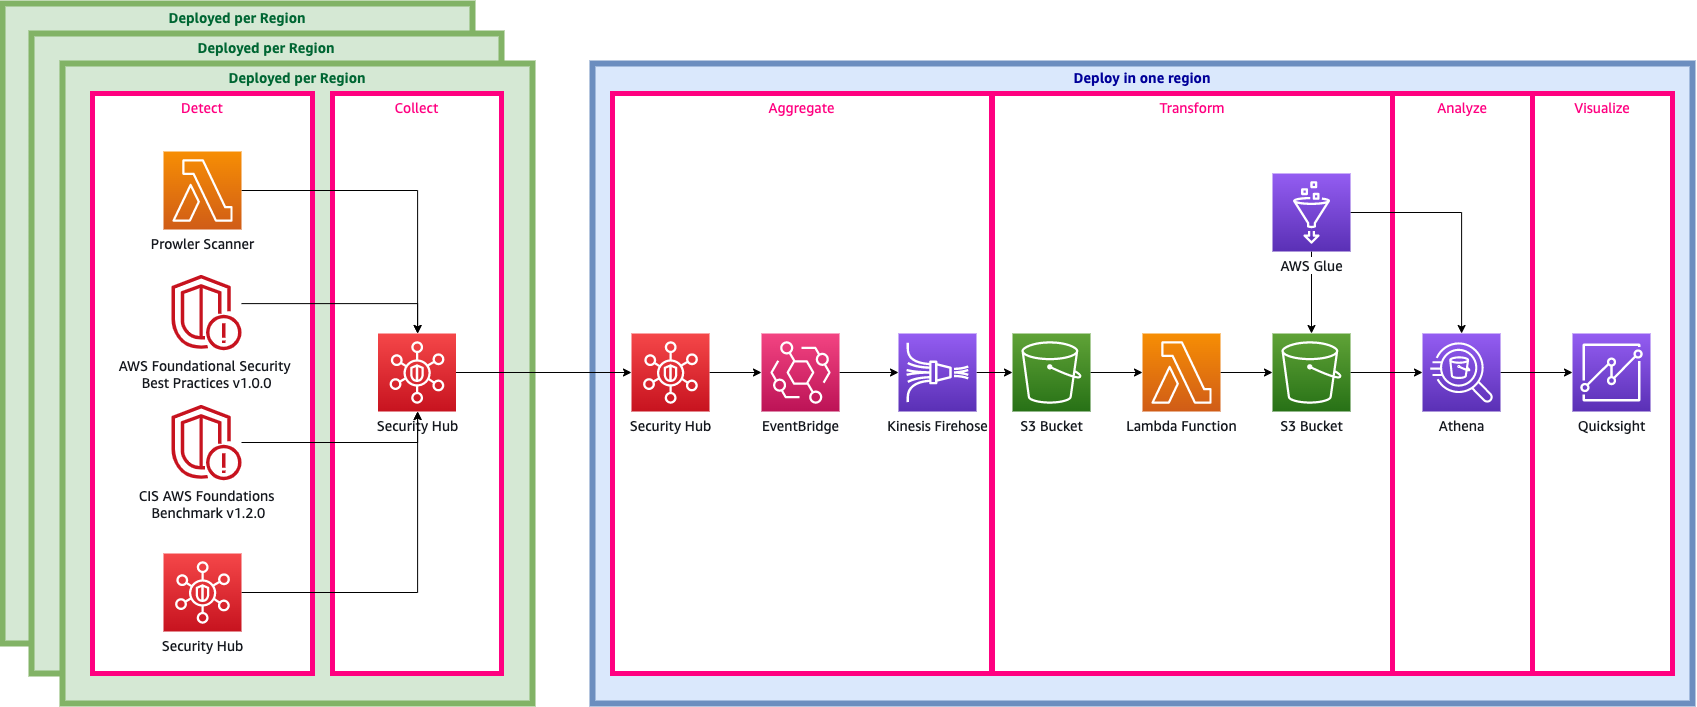 Deployed per Region
Deployed per Region
Deployed per Region
Detect
Collect
Prowler Scanner
AWS Foundational Security
Best Practices v1.0.0
CIS AWS Foundations
Benchmark v1.2.0
Security Hub
Security Hub
Deploy in one region
Aggregate
Transform
Analyze
Visualize
Security Hub
EventBridge
Kinesis Firehose
S3 Bucket
Lambda Function
AWS Glue
S3 Bucket
Athena
Quicksight